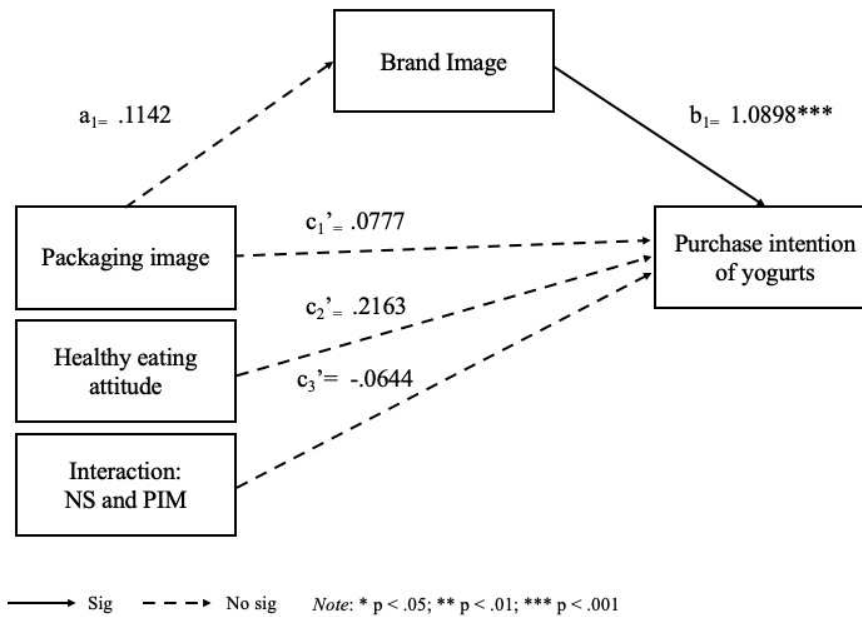 Brand Image
a1= .1142
b1= 1.0898***
Packaging image
c1’= .0777
Purchase intention
of yogurts
c2’= .2163
Healthy eating
attitude
c3’= -.0644
Interaction:
NS and PIM
Sig
No sig
Note: * p < .05; ** p < .01; *** p < .001